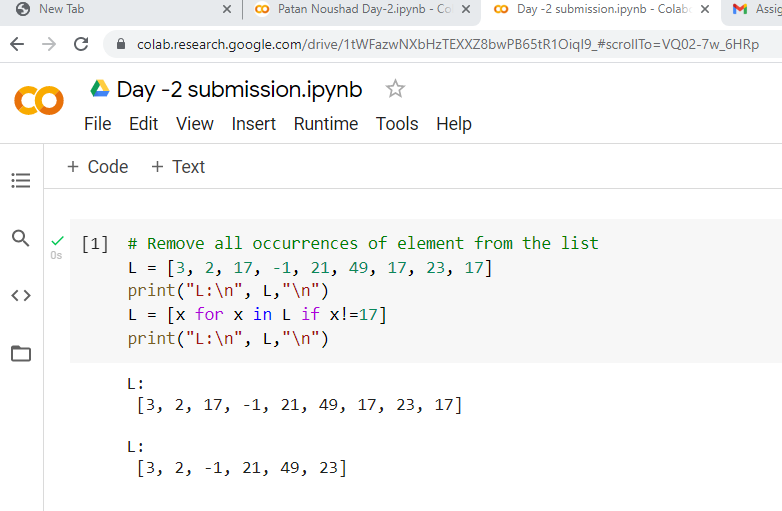 New Tab
Patan Noushad Day-2.ipynb - Co
Day -2 submission.ipynb - Colab
Assig
colab.research.google.com/drive/1tWFazwNXbHzTEXXZ8bwPB65tR1OiqI9_#scrollTo=VQ02-7w_6HRp
Day -2 submission.ipynb
File Edit View Insert Runtime Tools Help
+ Code + Text
[1] # Remove all occurrences of element from the list
0s
L = [3, 2, 17, -1, 21, 49, 17, 23, 17]
print("L:\n", L,"\n")
L = [x for x in L if x!=17]
print("L:\n", L,"\n")
L:
[3, 2, 17, -1, 21, 49, 17, 23, 17]
L:
[3, 2, -1, 21, 49, 23]